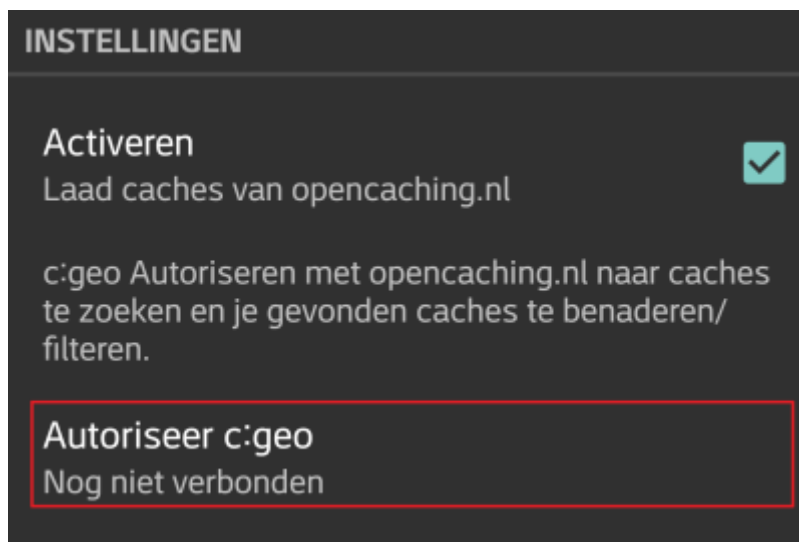 INSTELLINGEN
Activeren
Laad caches van opencaching.nl
c:geo Autoriseren met opencaching.nl naar caches
te zoeken en je gevonden caches te benaderen/
filteren.
Autoriseer c:geo
Nog niet verbonden